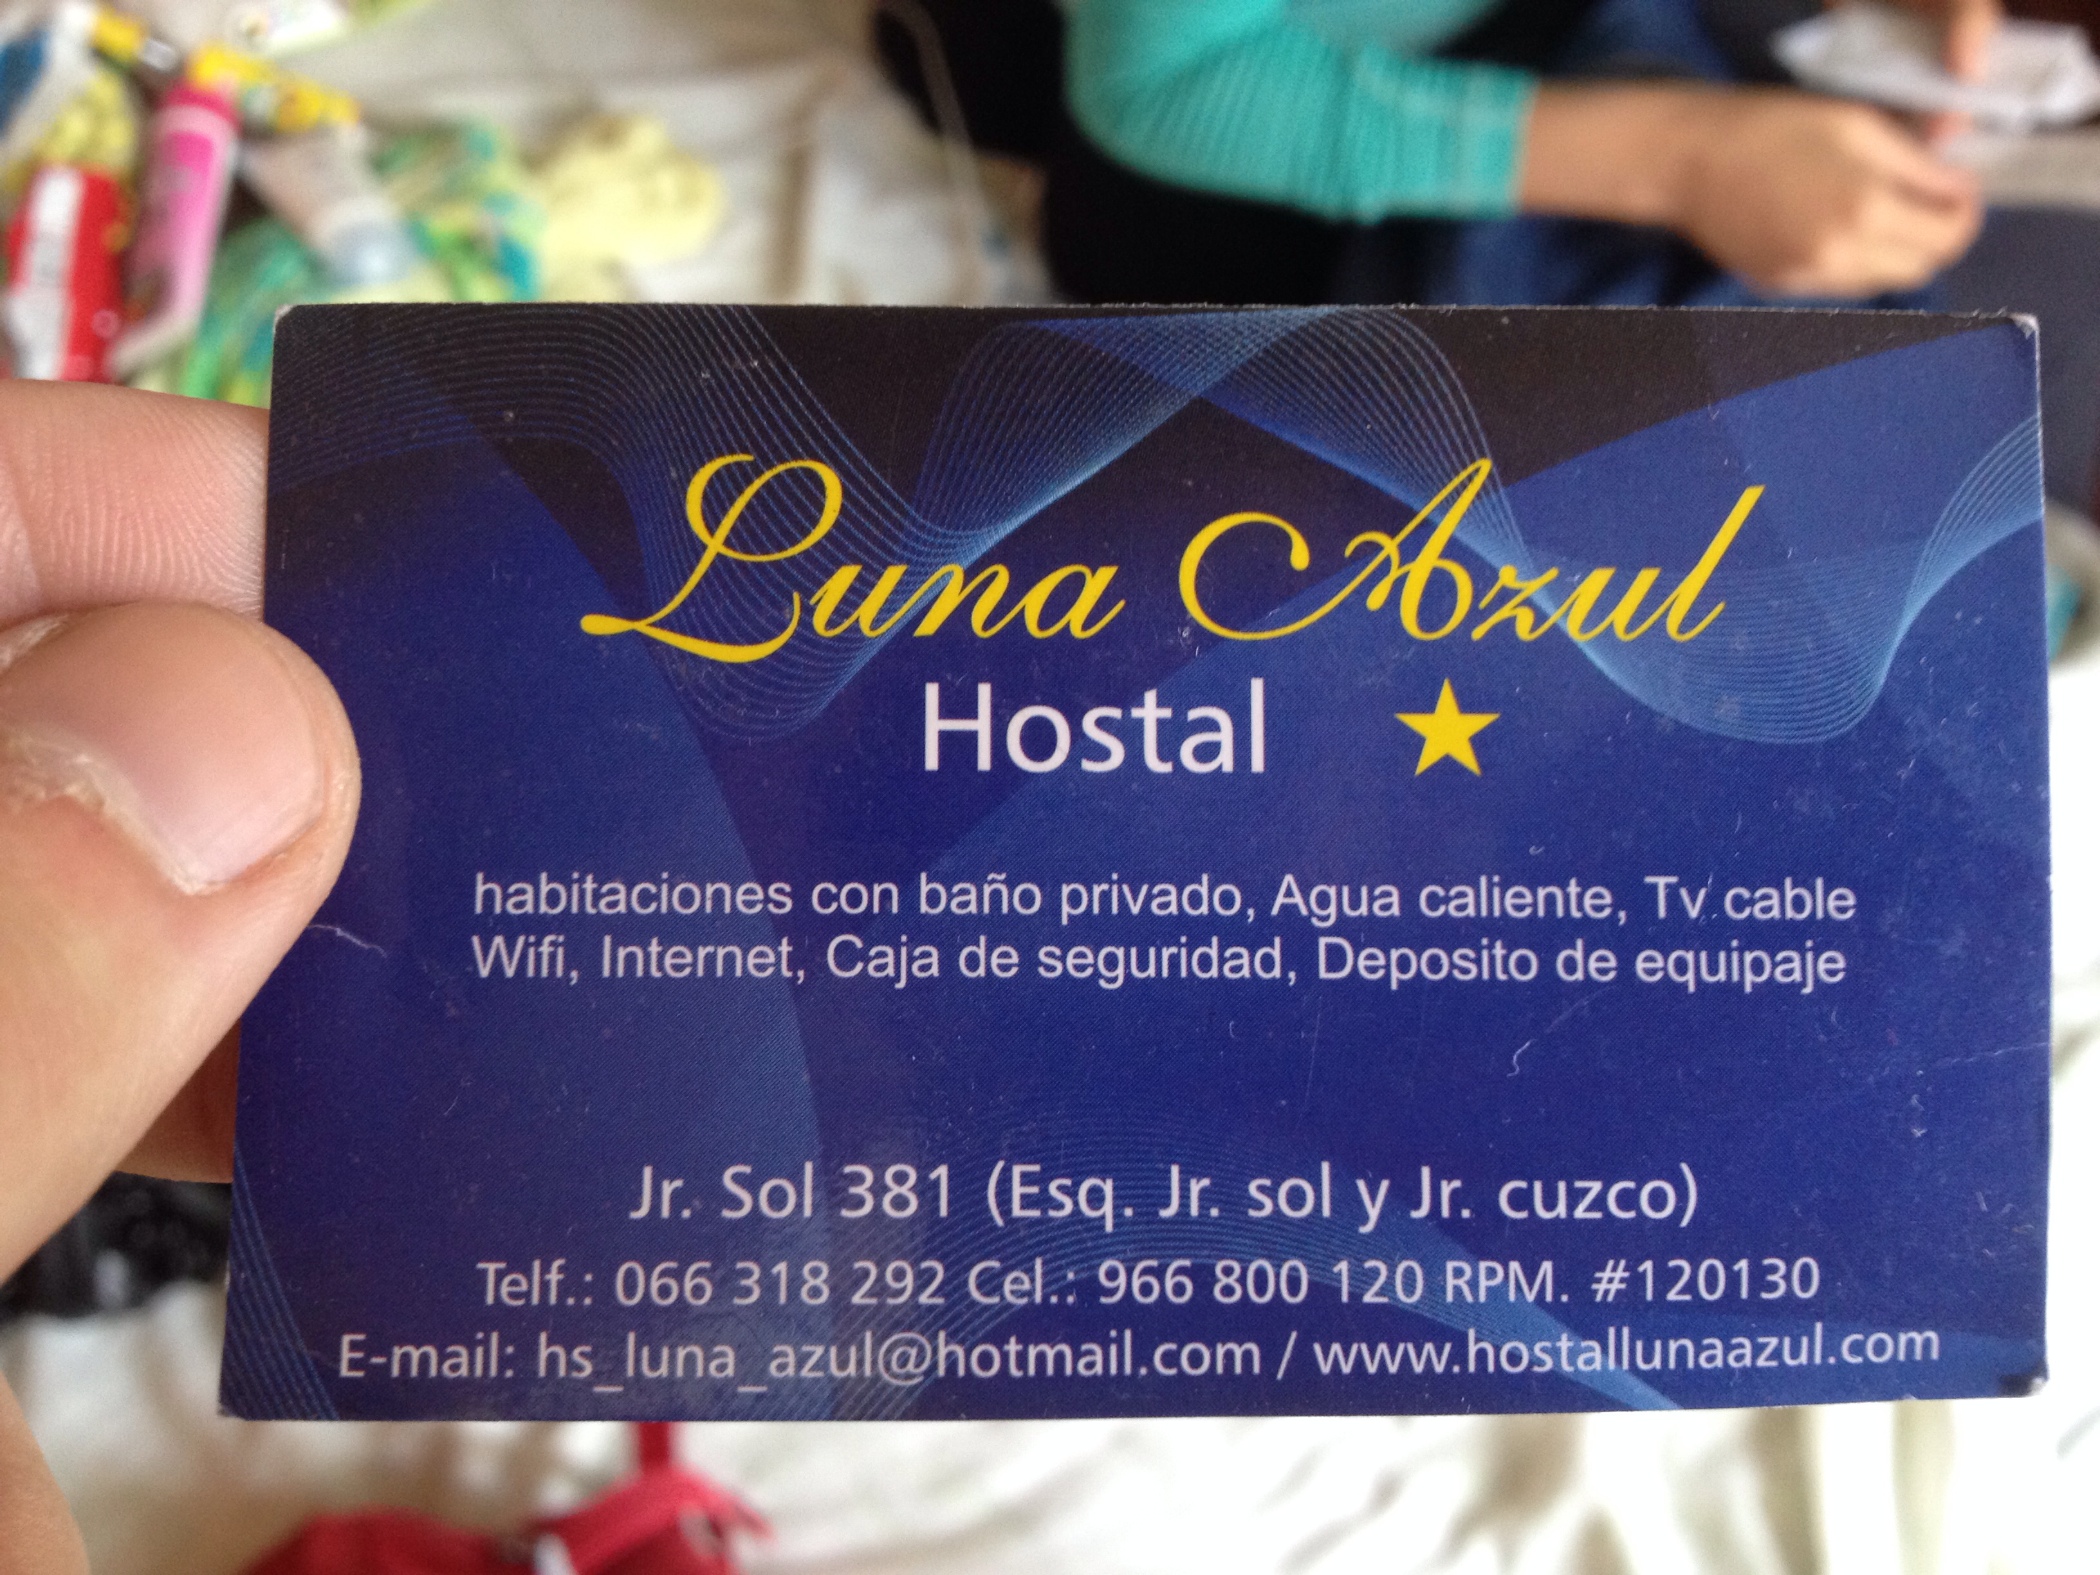 Luna Azul
Hostal
habitaciones con baño privado, Agua caliente, Tv cable
Wifi, Internet, Caja de seguridad, Deposito de equipaje
Jr. Sol 381 (Esq. Jr. sol y Jr. cuzco)
Telf.: 066 318 292 Cel.: 966 800 120 RPM. #120130
E-mail: hs_luna_azul@hotmail.com / www.hostallunaazul.com